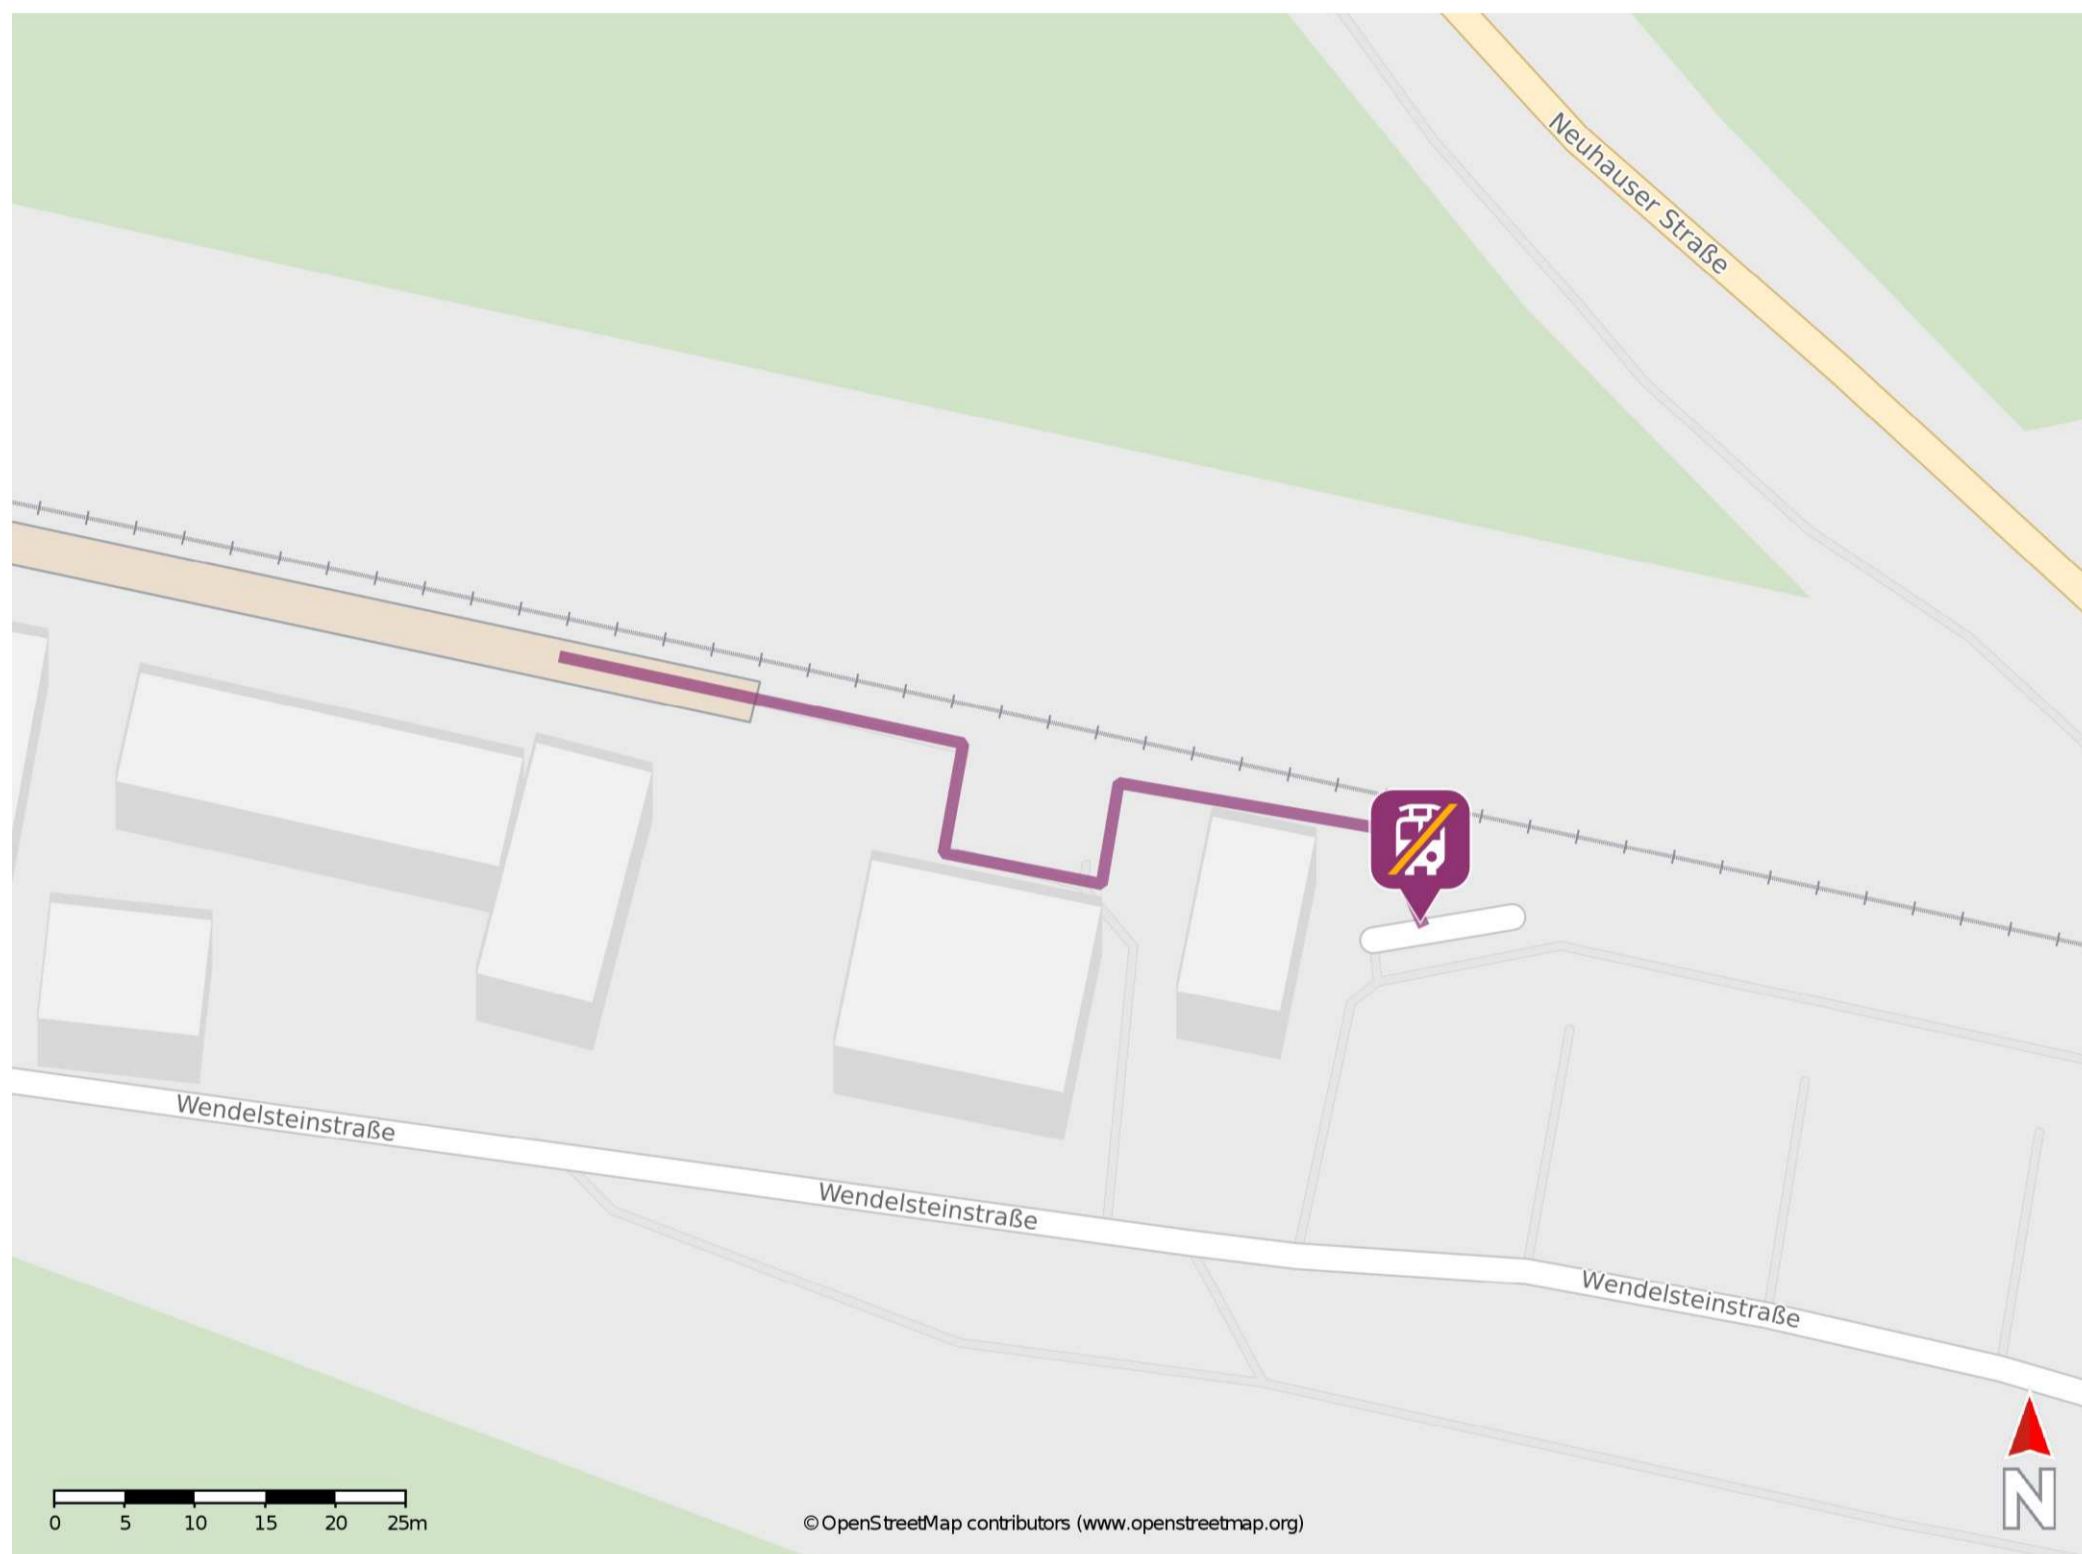 Neuhauser Straße
Wendelsteinstraße
Wendelsteinstraße
Wendelsteinstraße
0 5 10 15 20 25m
© OpenStreetMap contributors (www.openstreetmap.org)
N